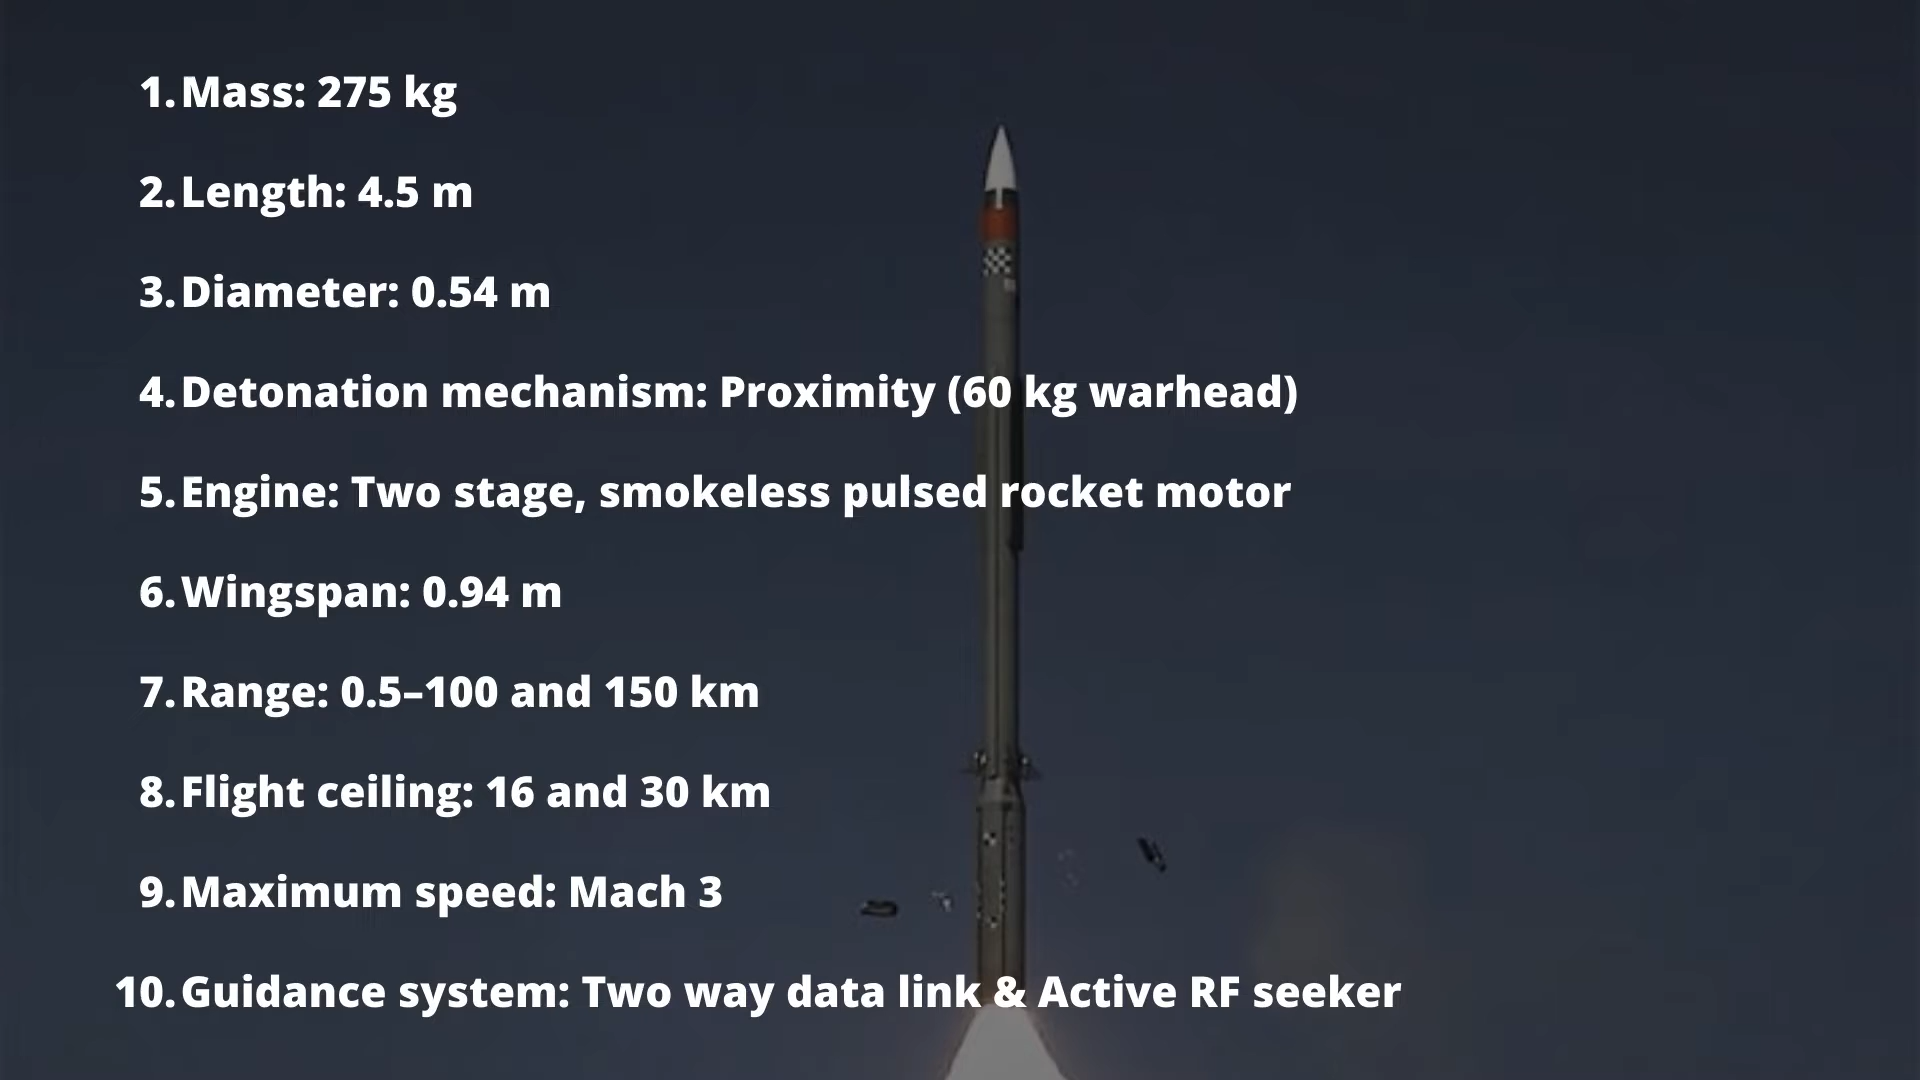 1. Mass: 275 kg
2. Length: 4.5 m
3. Diameter: 0.54 m
4. Detonation mechanism: Proximity (60 kg warhead)
5. Engine: Two stage, smokeless pulsed rocket motor
6. Wingspan: 0.94 m
7. Range: 0.5–100 and 150 km
8. Flight ceiling: 16 and 30 km
9. Maximum speed: Mach 3
10. Guidance system: Two way data link & Active RF seeker